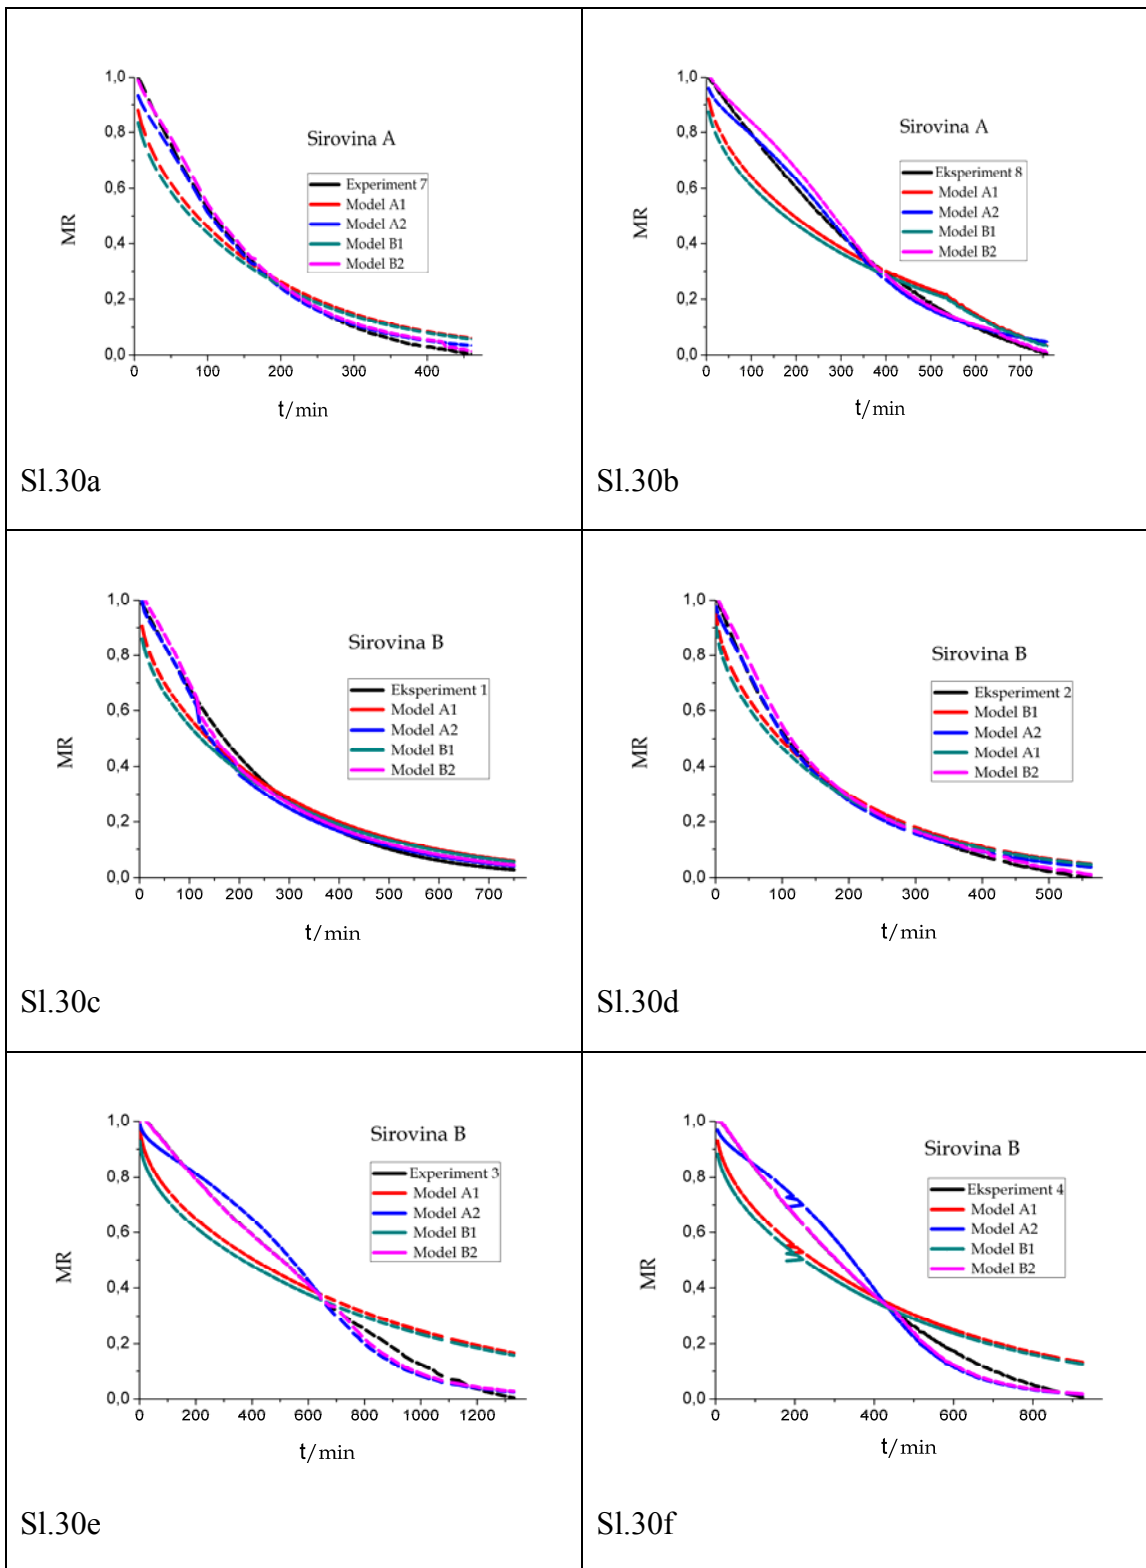 1,0
0,8
0,6
0,4
0,2
0,0
MR
Sirovina A
Experiment 7
Model A1
Model A2
Model B1
Model B2
0 100 200 300 400
t/min
Sl.30a
1,0
0,8
0,6
0,4
0,2
0,0
MR
Sirovina A
Eksperiment 8
Model A1
Model A2
Model B1
Model B2
0 100 200 300 400 500 600 700
t/min
Sl.30b
1,0
0,8
0,6
0,4
0,2
0,0
MR
Sirovina B
Eksperiment 1
Model A1
Model A2
Model B1
Model B2
0 100 200 300 400 500 600 700
t/min
Sl.30c
1,0
0,8
0,6
0,4
0,2
0,0
MR
Sirovina B
Eksperiment 2
Model B1
Model A2
Model A1
Model B2
0 100 200 300 400 500
t/min
Sl.30d
1,0
0,8
0,6
0,4
0,2
0,0
MR
Sirovina B
Experiment 3
Model A1
Model A2
Model B1
Model B2
0 200 400 600 800 1000 1200
t/min
Sl.30e
1,0
0,8
0,6
0,4
0,2
0,0
MR
Sirovina B
Eksperiment 4
Model A1
Model A2
Model B1
Model B2
0 200 400 600 800
t/min
Sl.30f